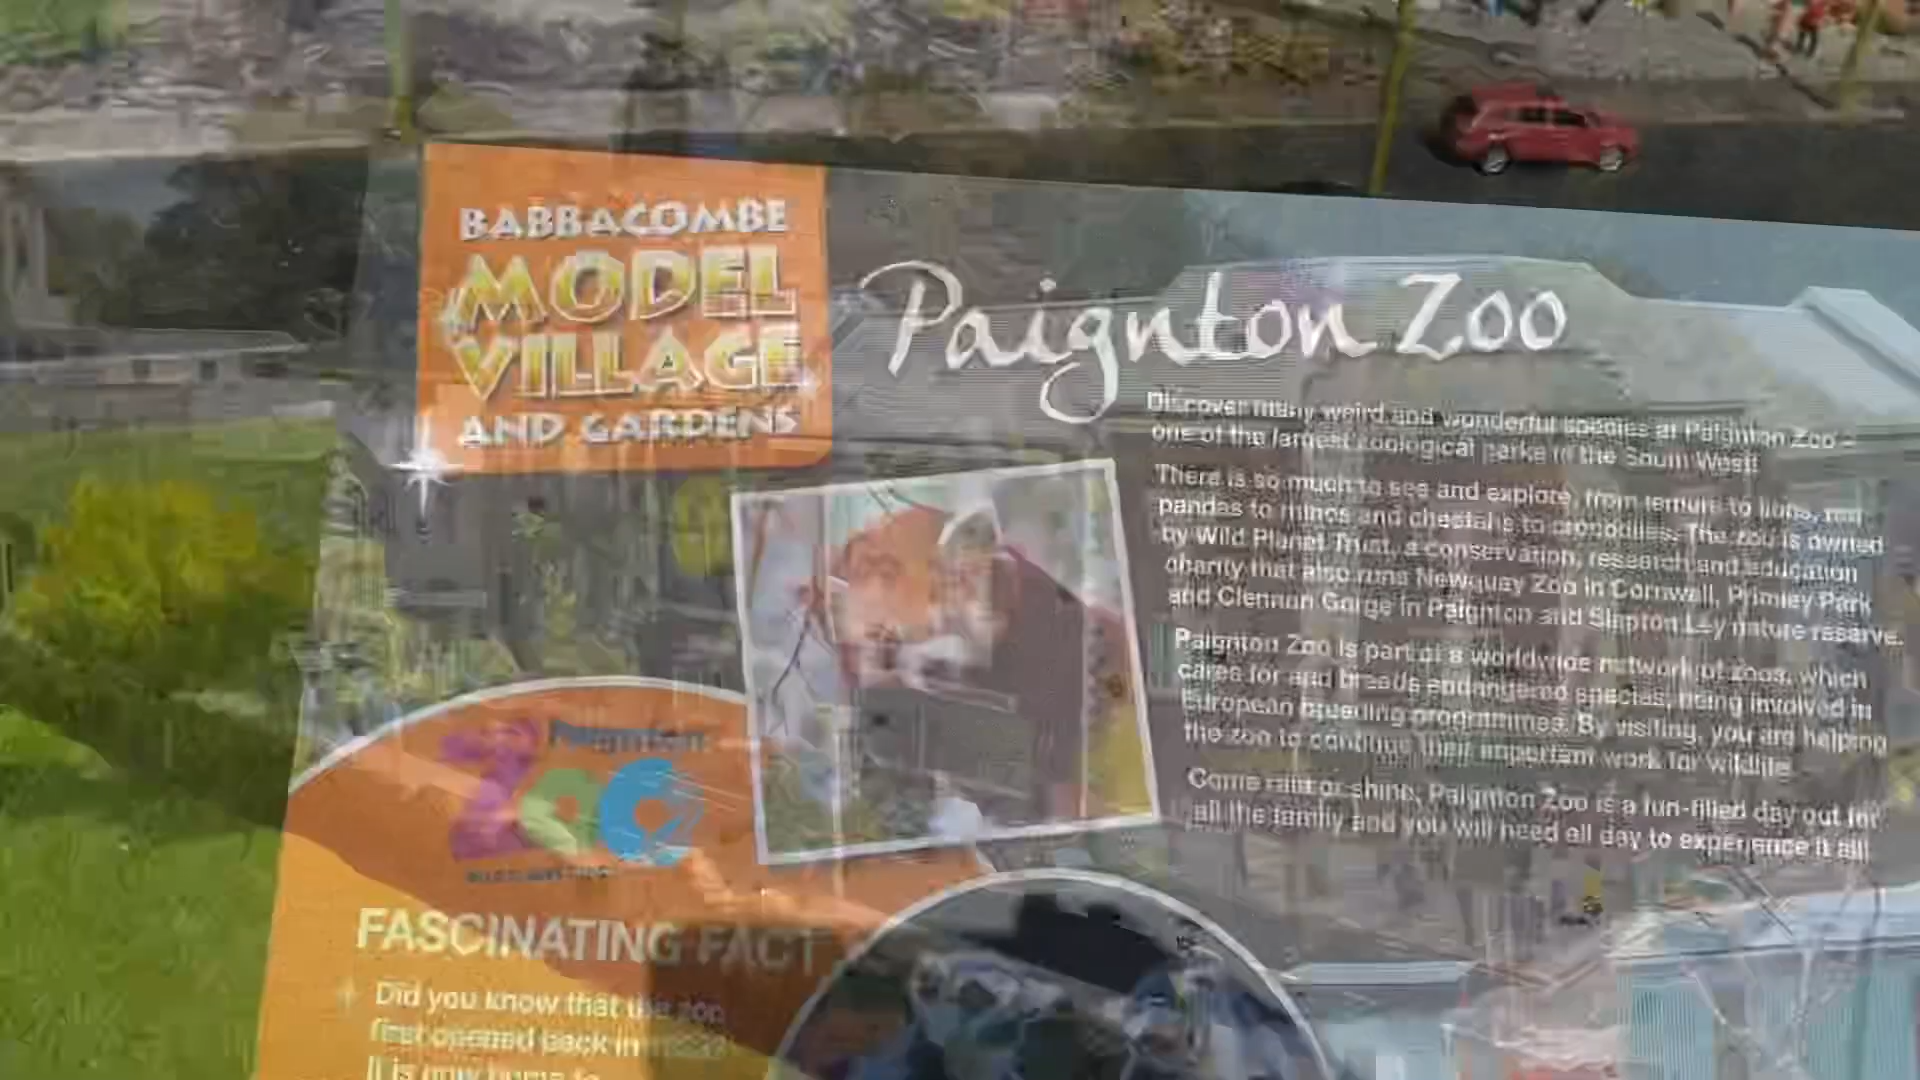 BABBACOMBE
MODEL
VILLAGE
AND GARDENS
Paignton Zoo
Discover many weird and wonderful species at Paignton Zoo -
one of the largest zoological parks in the South West!
There is so much to see and explore, from lemurs to lions, red
pandas to rhinos and cheetahs to crocodiles. The zoo is owned
by Wild Planet Trust, a conservation, research and education
charity that also runs Newquay Zoo in Cornwall, Primley Park
and Clennon Gorge in Paignton and Slapton Ley nature reserve.
Paignton Zoo is part of a worldwide network of zoos, which
cares for and breeds endangered species, being involved in
European breeding programmes. By visiting, you are helping
the zoo to continue their important work for wildlife.
Come rain or shine, Paignton Zoo is a fun-filled day out for
all the family and you will need all day to experience it all!
Paignton
ZOO
FASCINATING FACT
Did you know that the zoo
first opened back in
It is now home to